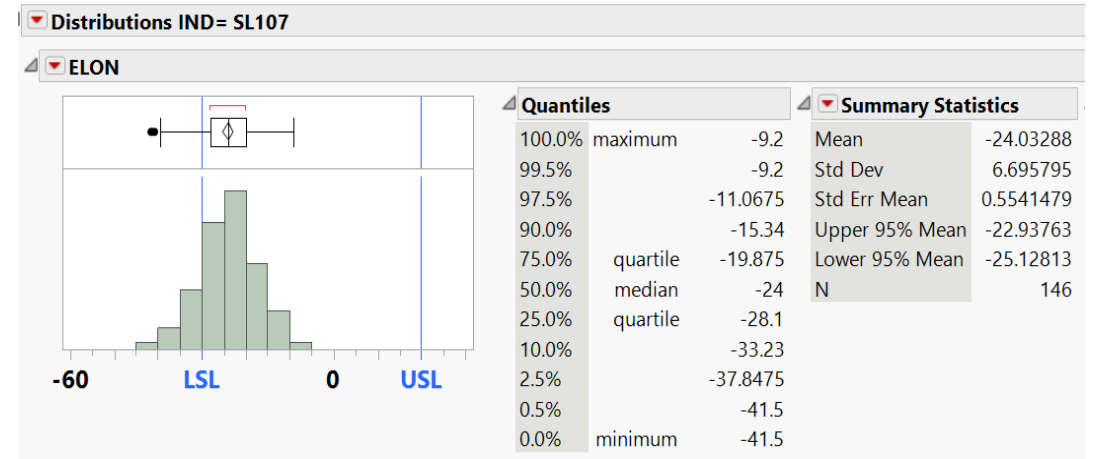 Distributions IND= SL107
ELON
-60 LSL 0 USL
Quantiles
100.0% maximum -9.2
99.5% -9.2
97.5% -11.0675
90.0% -15.34
75.0% quartile -19.875
50.0% median -24
25.0% quartile -28.1
10.0% -33.23
2.5% -37.8475
0.5% -41.5
0.0% minimum -41.5
Summary Statistics
Mean -24.03288
Std Dev 6.695795
Std Err Mean 0.5541479
Upper 95% Mean -22.93763
Lower 95% Mean -25.12813
N 146